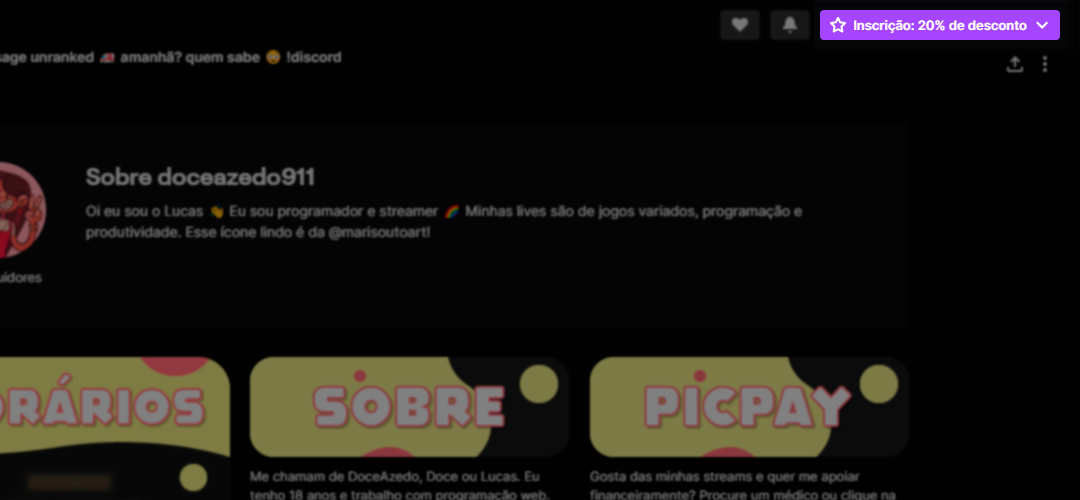 Inscrição: 20% de desconto
sage unranked amanhã? quem sabe !discord
Sobre doceazedo911
Oi eu sou o Lucas 👋 Eu sou programador e streamer 🌈 Minhas lives são de jogos variados, programação e
produtividade. Esse ícone lindo é da @marisoutoart!
uidores
ORÁRIOS
SOBRE
PICPAY
Me chamam de DoceAzedo, Doce ou Lucas. Eu
tenho 18 anos e trabalho com programação web.
Gosta das minhas streams e quer me apoiar
financeiramente? Procure um médico ou clique na